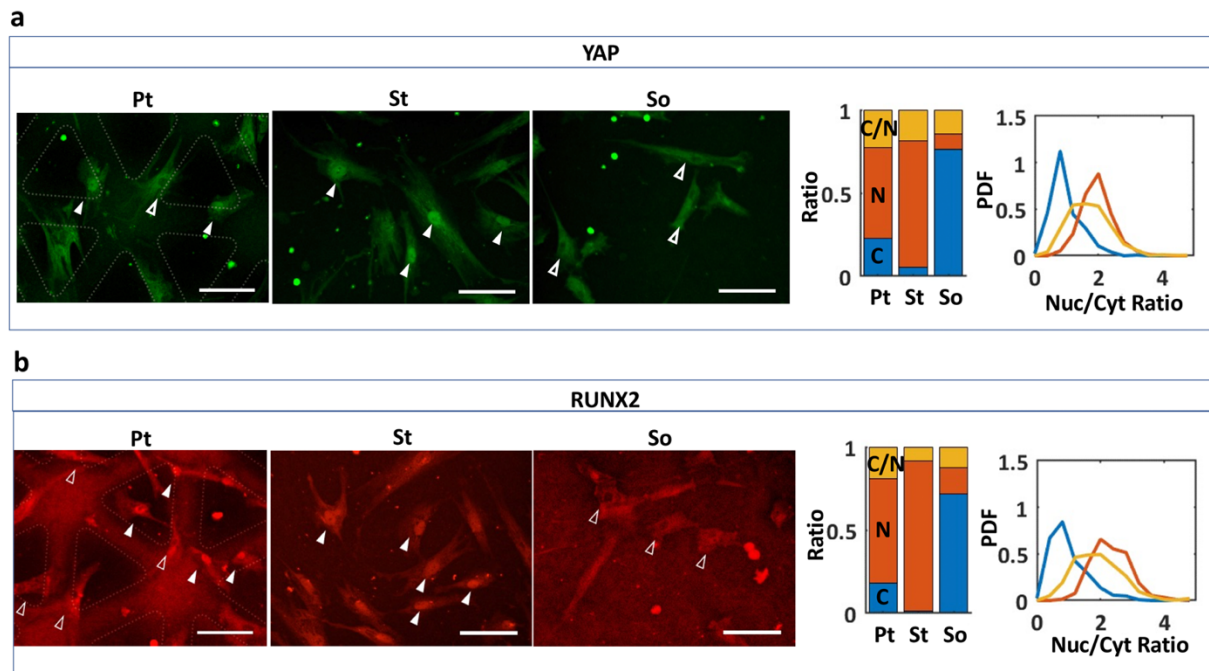 a
YAP
Pt St So
1
0.5
0
Ratio
C/N
N
C
Pt St So
1.5
1
0.5
0
PDF
0 2 4
Nuc/Cyt Ratio
b
RUNX2
Pt St So
1
0.5
0
Ratio
C/N
N
C
Pt St So
1.5
1
0.5
0
PDF
0 2 4
Nuc/Cyt Ratio